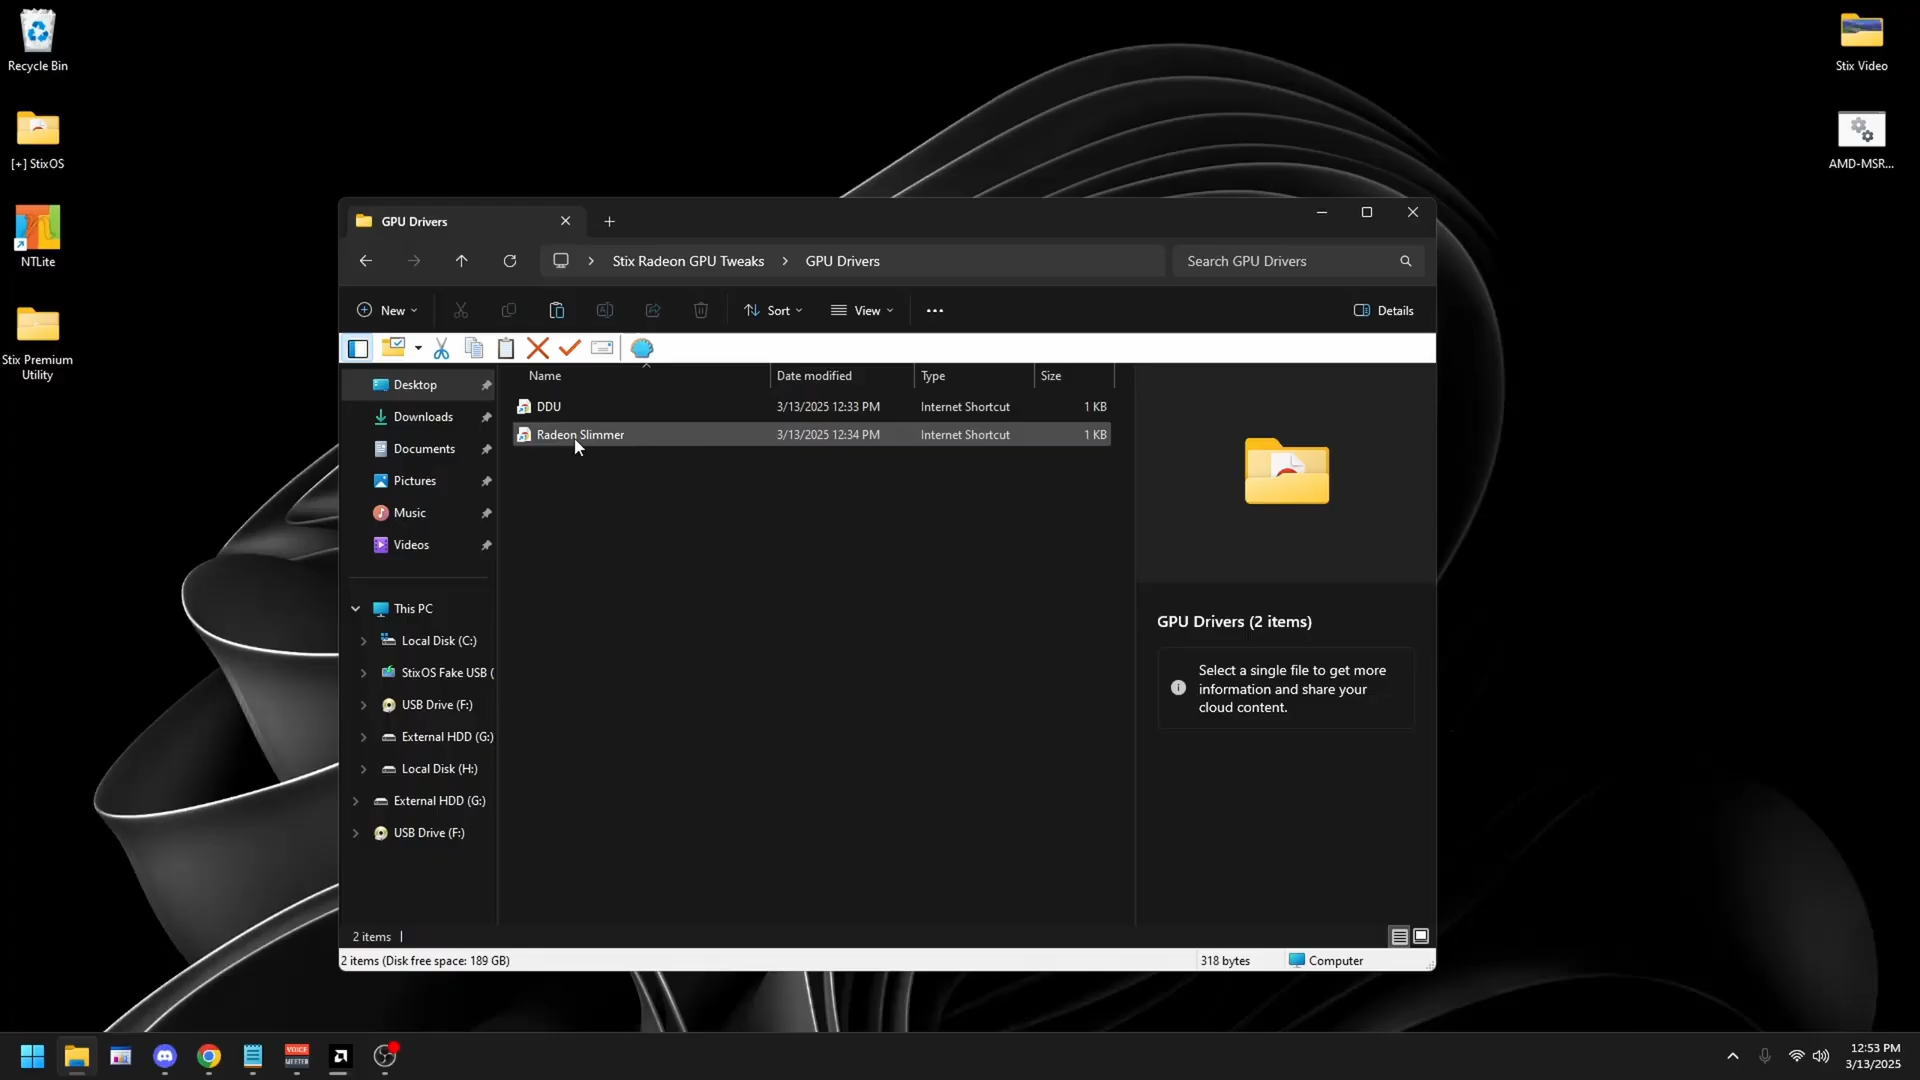 Recycle Bin
[+] StixOS
NTLite
Stix Premium
Utility
Stix Video
AMD-MSR...
GPU Drivers
Stix Radeon GPU Tweaks
GPU Drivers
Search GPU Drivers
New
Sort
View
Details
Name
Date modified
Type
Size
DDU
3/13/2025 12:33 PM
Internet Shortcut
1 KB
Radeon Slimmer
3/13/2025 12:34 PM
Internet Shortcut
1 KB
Desktop
Downloads
Documents
Pictures
Music
Videos
This PC
Local Disk (C:)
StixOS Fake USB (
USB Drive (F:)
External HDD (G:)
Local Disk (H:)
External HDD (G:)
USB Drive (F:)
GPU Drivers (2 items)
Select a single file to get more
information and share your
cloud content.
2 items
2 items (Disk free space: 189 GB)
318 bytes
Computer
VOICE
MEETER
12:53 PM
3/13/2025